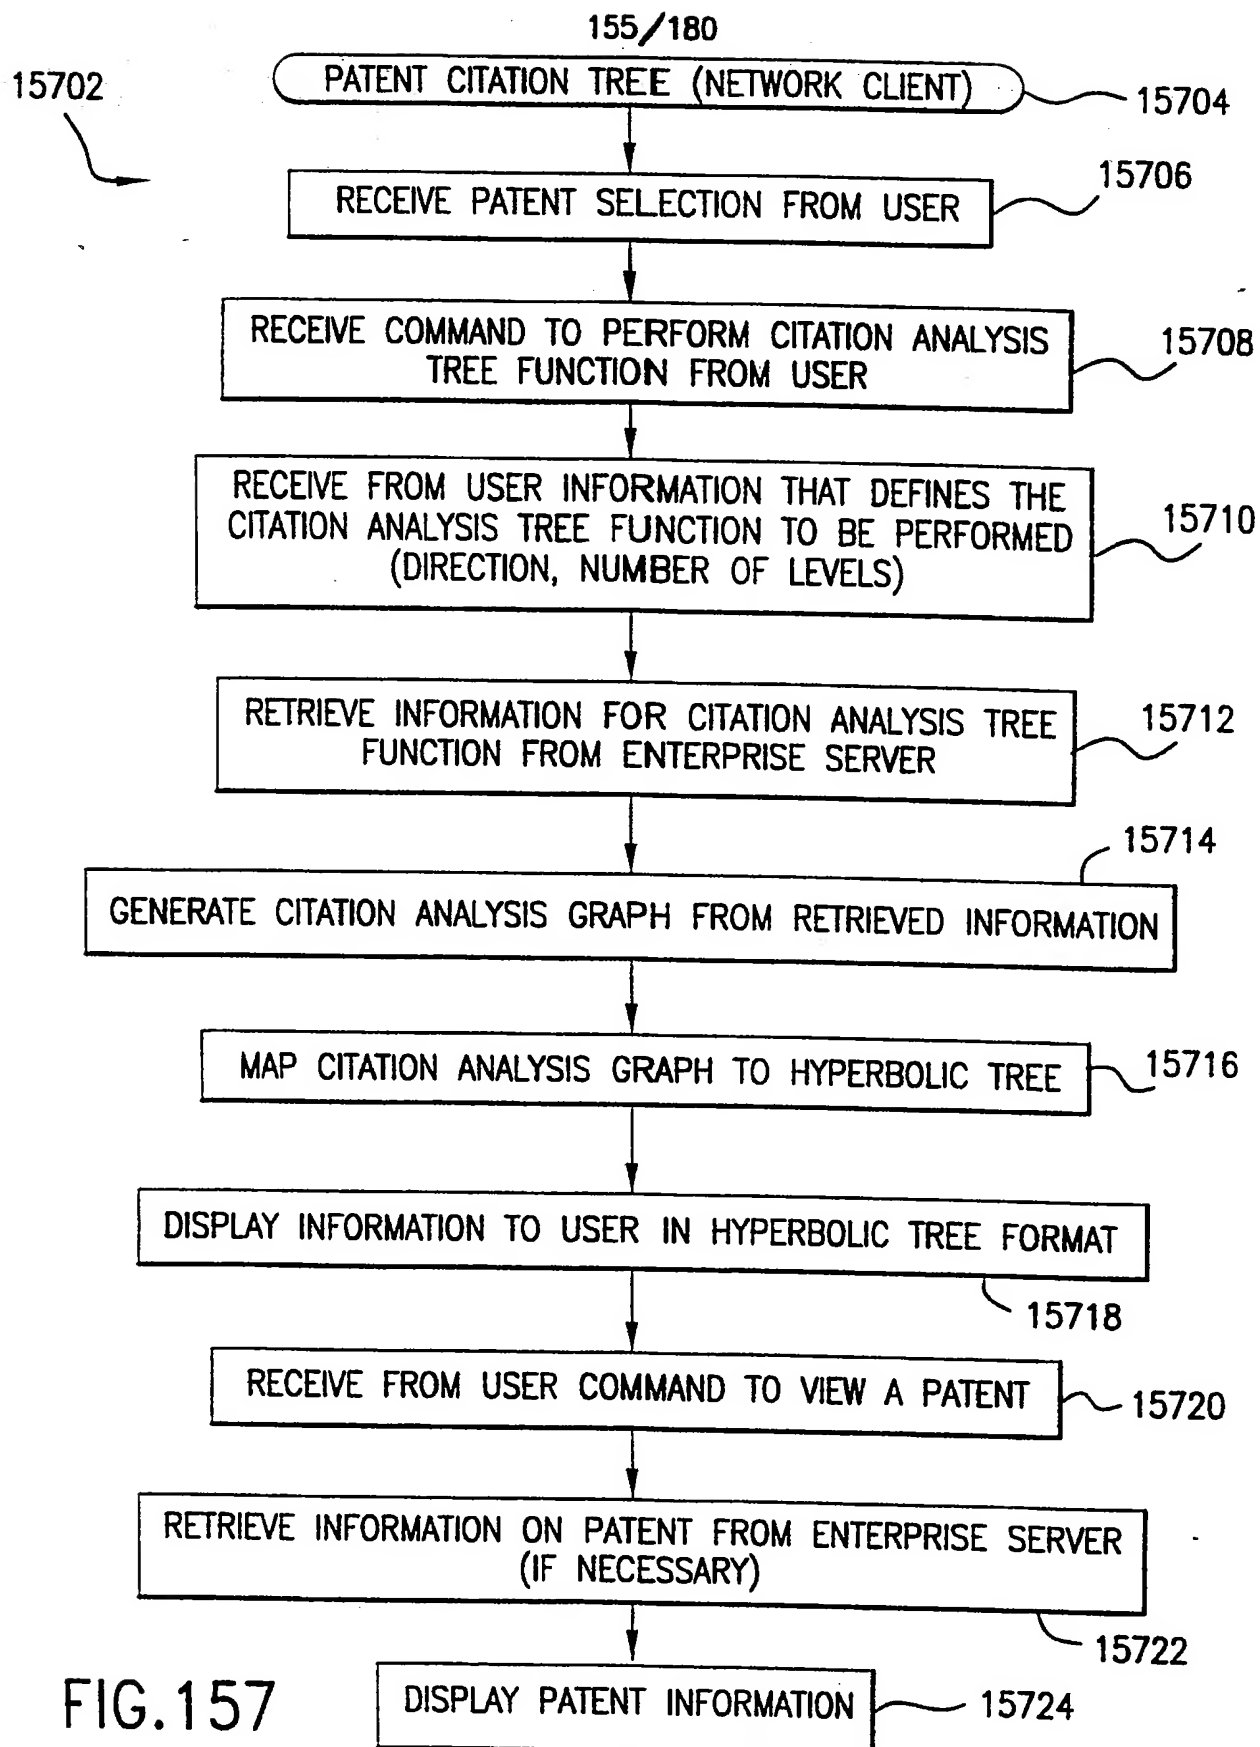 155/180
15702
PATENT CITATION TREE (NETWORK CLIENT)
15704
RECEIVE PATENT SELECTION FROM USER
15706
RECEIVE COMMAND TO PERFORM CITATION ANALYSIS
TREE FUNCTION FROM USER
15708
RECEIVE FROM USER INFORMATION THAT DEFINES THE
CITATION ANALYSIS TREE FUNCTION TO BE PERFORMED
(DIRECTION, NUMBER OF LEVELS)
15710
RETRIEVE INFORMATION FOR CITATION ANALYSIS TREE
FUNCTION FROM ENTERPRISE SERVER
15712
15714
GENERATE CITATION ANALYSIS GRAPH FROM RETRIEVED INFORMATION
MAP CITATION ANALYSIS GRAPH TO HYPERBOLIC TREE
15716
DISPLAY INFORMATION TO USER IN HYPERBOLIC TREE FORMAT
15718
RECEIVE FROM USER COMMAND TO VIEW A PATENT
15720
RETRIEVE INFORMATION ON PATENT FROM ENTERPRISE SERVER
(IF NECESSARY)
15722
DISPLAY PATENT INFORMATION
15724
FIG.157